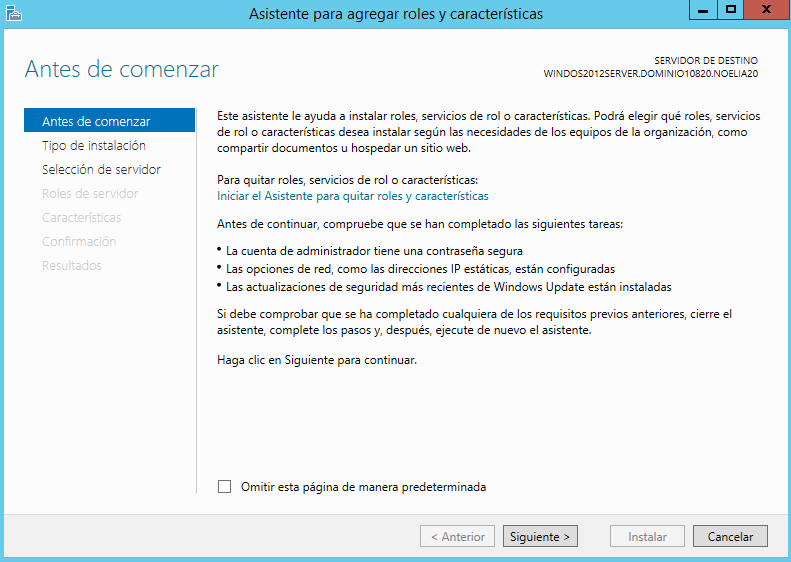 Asistente para agregar roles y características
Antes de comenzar
SERVIDOR DE DESTINO
WINDOS2012SERVER.DOMINIO10820.NOELIA20
Antes de comenzar
Tipo de instalación
Selección de servidor
Roles de servidor
Características
Confirmación
Resultados
Este asistente le ayuda a instalar roles, servicios de rol o características. Podrá elegir qué roles, servicios
de rol o características desea instalar según las necesidades de los equipos de la organización, como
compartir documentos u hospedar un sitio web.
Para quitar roles, servicios de rol o características:
Iniciar el Asistente para quitar roles y características
Antes de continuar, compruebe que se han completado las siguientes tareas:
• La cuenta de administrador tiene una contraseña segura
• Las opciones de red, como las direcciones IP estáticas, están configuradas
• Las actualizaciones de seguridad más recientes de Windows Update están instaladas
Si debe comprobar que se ha completado cualquiera de los requisitos previos anteriores, cierre el
asistente, complete los pasos y, después, ejecute de nuevo el asistente.
Haga clic en Siguiente para continuar.
Omitir esta página de manera predeterminada
< Anterior
Siguiente >
Instalar
Cancelar